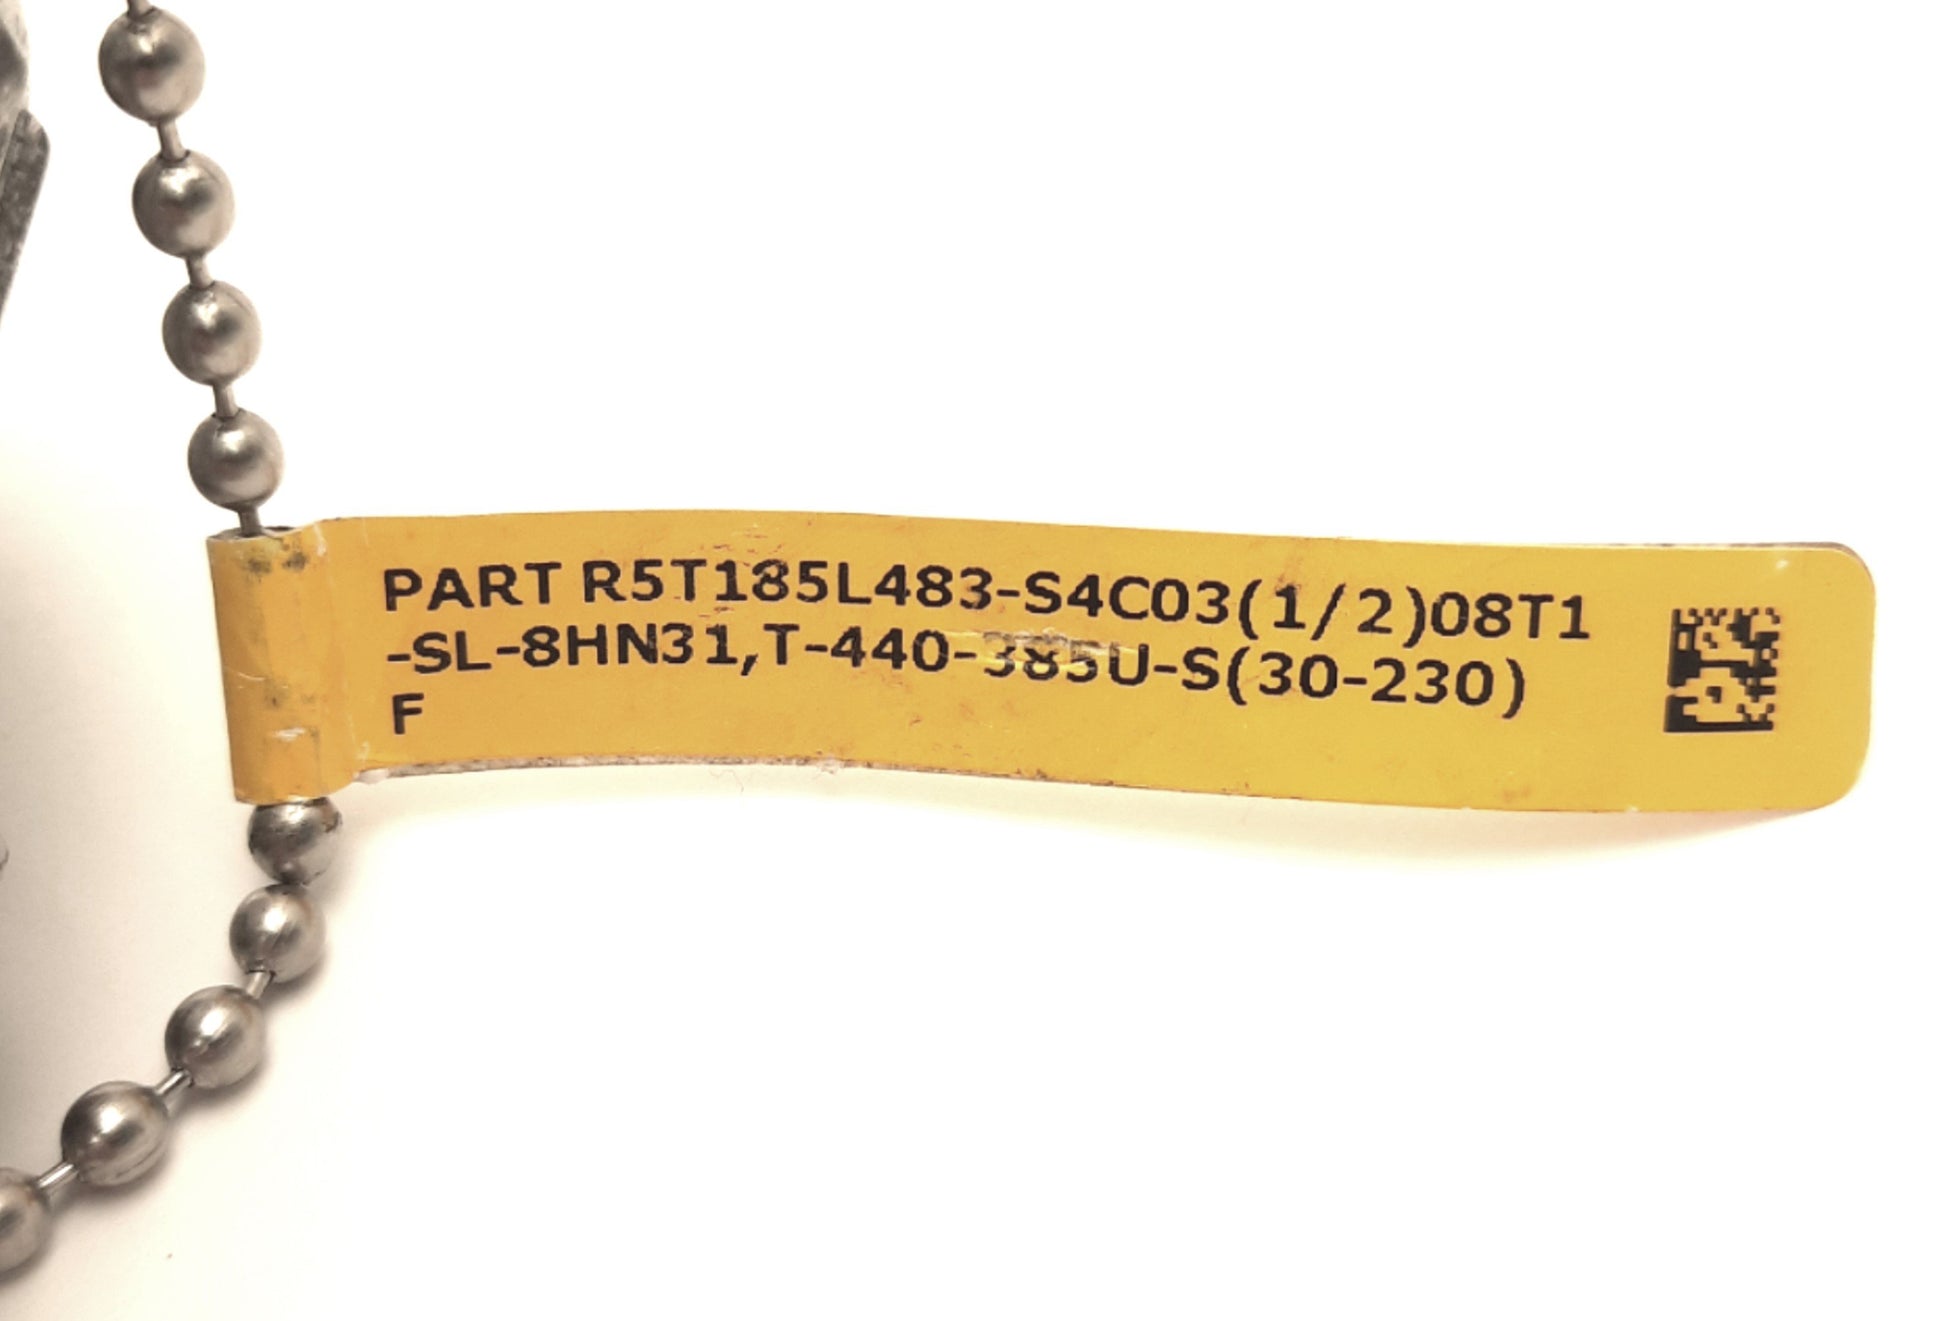 PART R5T185L483-S4C03(1/2)08T1
-SL-8HN31,T-440-385U-S(30-230)
F